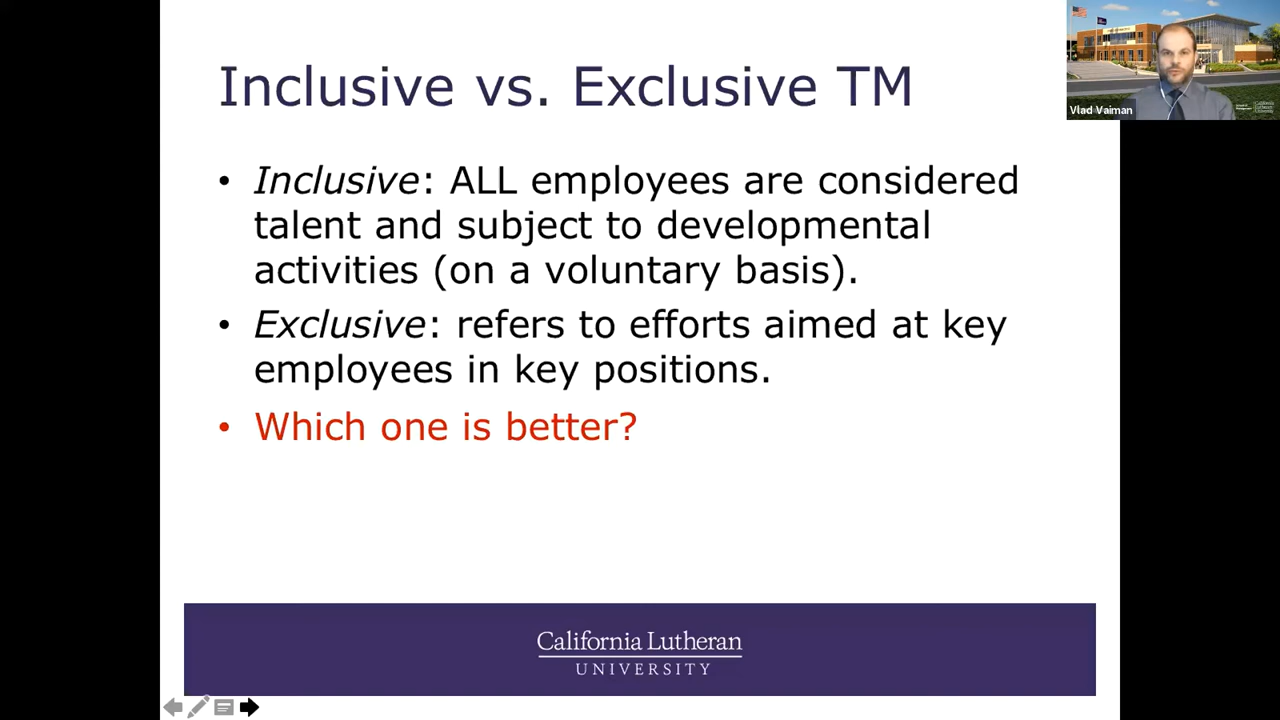 Inclusive vs. Exclusive TM
• Inclusive: ALL employees are considered
talent and subject to developmental
activities (on a voluntary basis).
• Exclusive: refers to efforts aimed at key
employees in key positions.
• Which one is better?
California Lutheran
UNIVERSITY
Vlad Vaiman